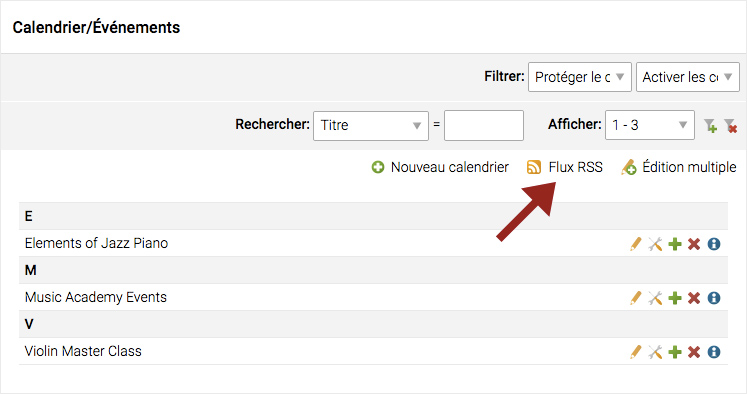 Calendrier/Événements
Filtrer: Protéger le c Activer les co
Rechercher: Titre = Afficher: 1 - 3
Nouveau calendrier Flux RSS Édition multiple
E
Elements of Jazz Piano
M
Music Academy Events
V
Violin Master Class